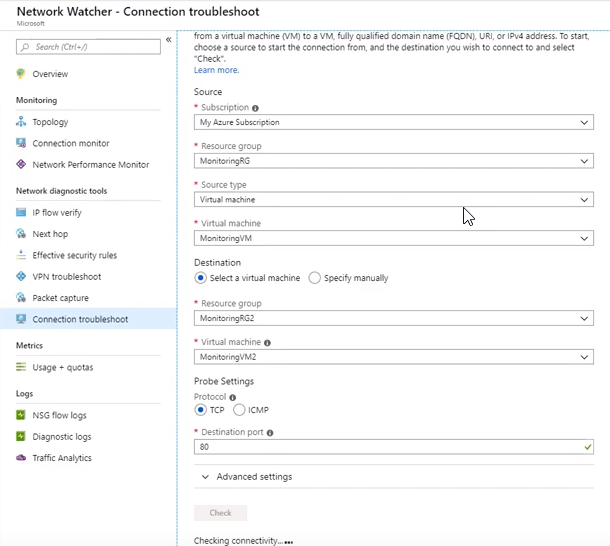 Network Watcher - Connection troubleshoot
Microsoft
Search (Ctrl+/)
«
Overview
Monitoring
Topology
Connection monitor
Network Performance Monitor
Network diagnostic tools
IP flow verify
Next hop
Effective security rules
VPN troubleshoot
Packet capture
Connection troubleshoot
Metrics
Usage + quotas
Logs
NSG flow logs
Diagnostic logs
Traffic Analytics
from a virtual machine (VM) to a VM, fully qualified domain name (FQDN), URI, or IPv4 address. To start,
choose a source to start the connection from, and the destination you wish to connect to and select
"Check".
Learn more.
Source
* Subscription
My Azure Subscription
* Resource group
MonitoringRG
* Source type
Virtual machine
* Virtual machine
MonitoringVM
Destination
Select a virtual machine Specify manually
* Resource group
MonitoringRG2
* Virtual machine
MonitoringVM2
Probe Settings
Protocol
TCP ICMP
* Destination port
80
Advanced settings
Check
Checking connectivity...